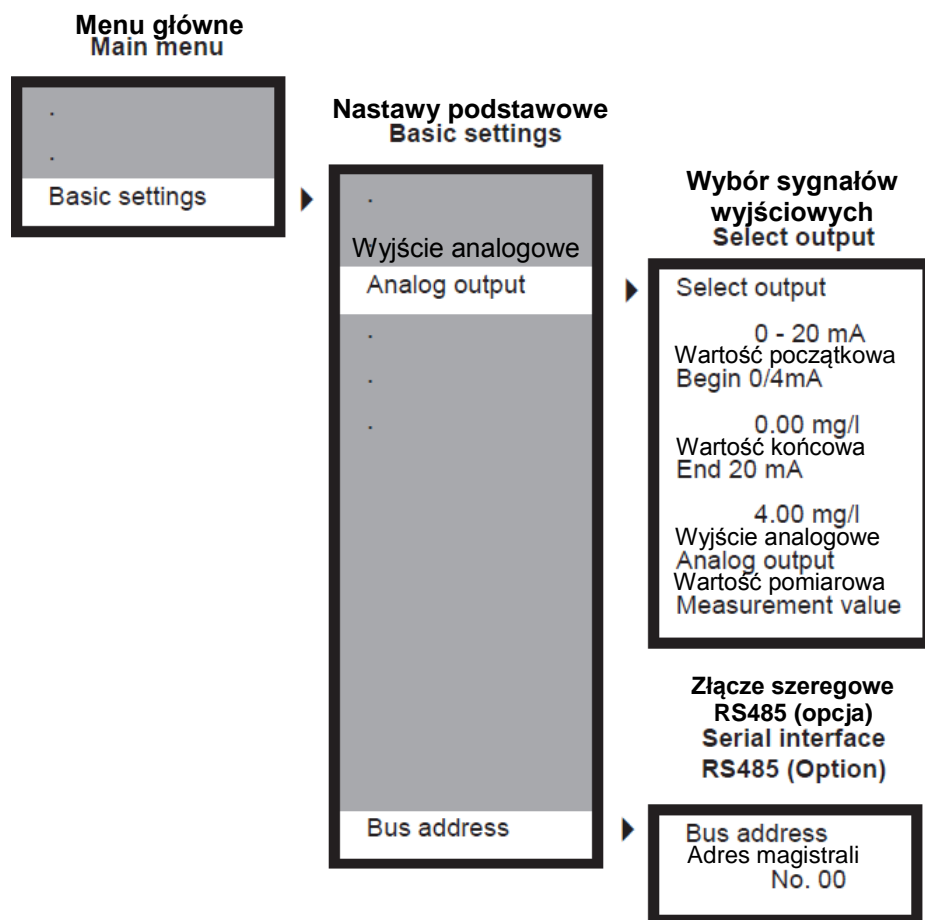 Menu główne
Main menu
.
.
Basic settings
Nastawy podstawowe
Basic settings
.
.
Wyjście analogowe
Analog output
.
.
.
Bus address
Wybór sygnałów
wyjściowych
Select output
Select output
0 - 20 mA
Wartość początkowa
Begin 0/4mA
0.00 mg/l
Wartość końcowa
End 20 mA
4.00 mg/l
Wyjście analogowe
Analog output
Wartość pomiarowa
Measurement value
Złącze szeregowe
RS485 (opcja)
Serial interface
RS485 (Option)
Bus address
Adres magistrali
No. 00